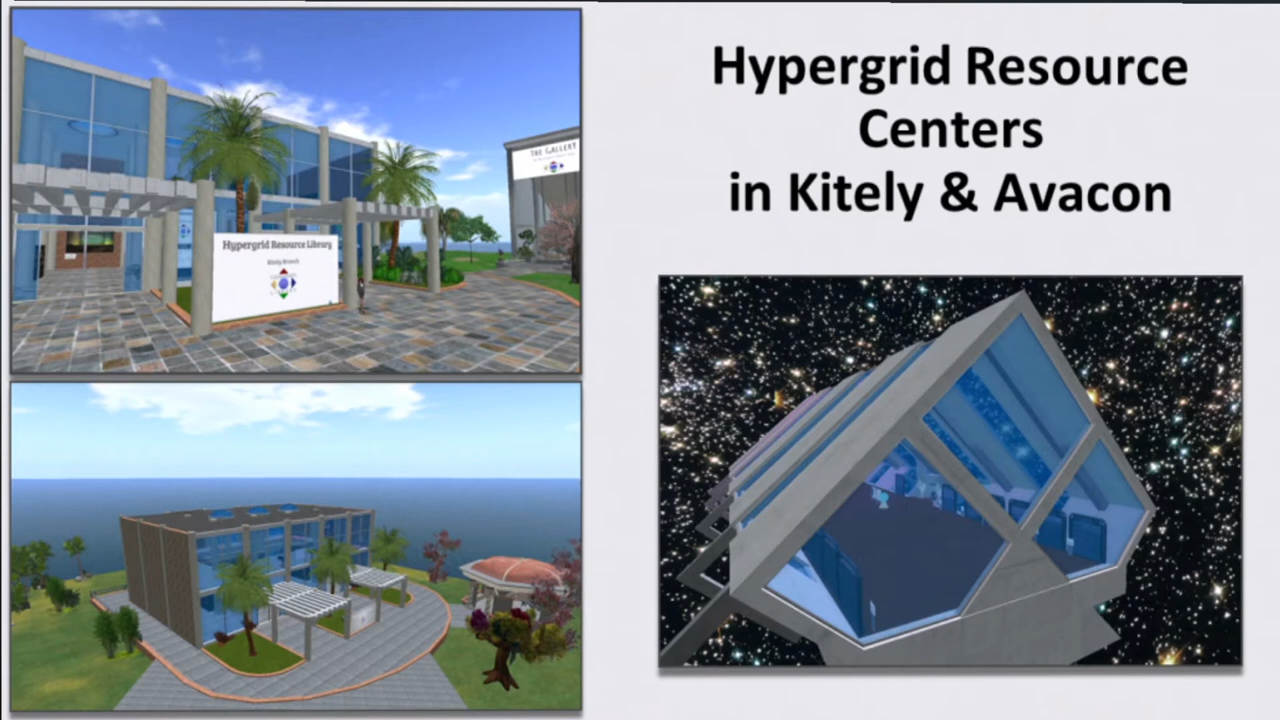 Hypergrid Resource
Centers
in Kitely & Avacon
THE GALLERY
Hypergrid Resource Library
Kitely Branch